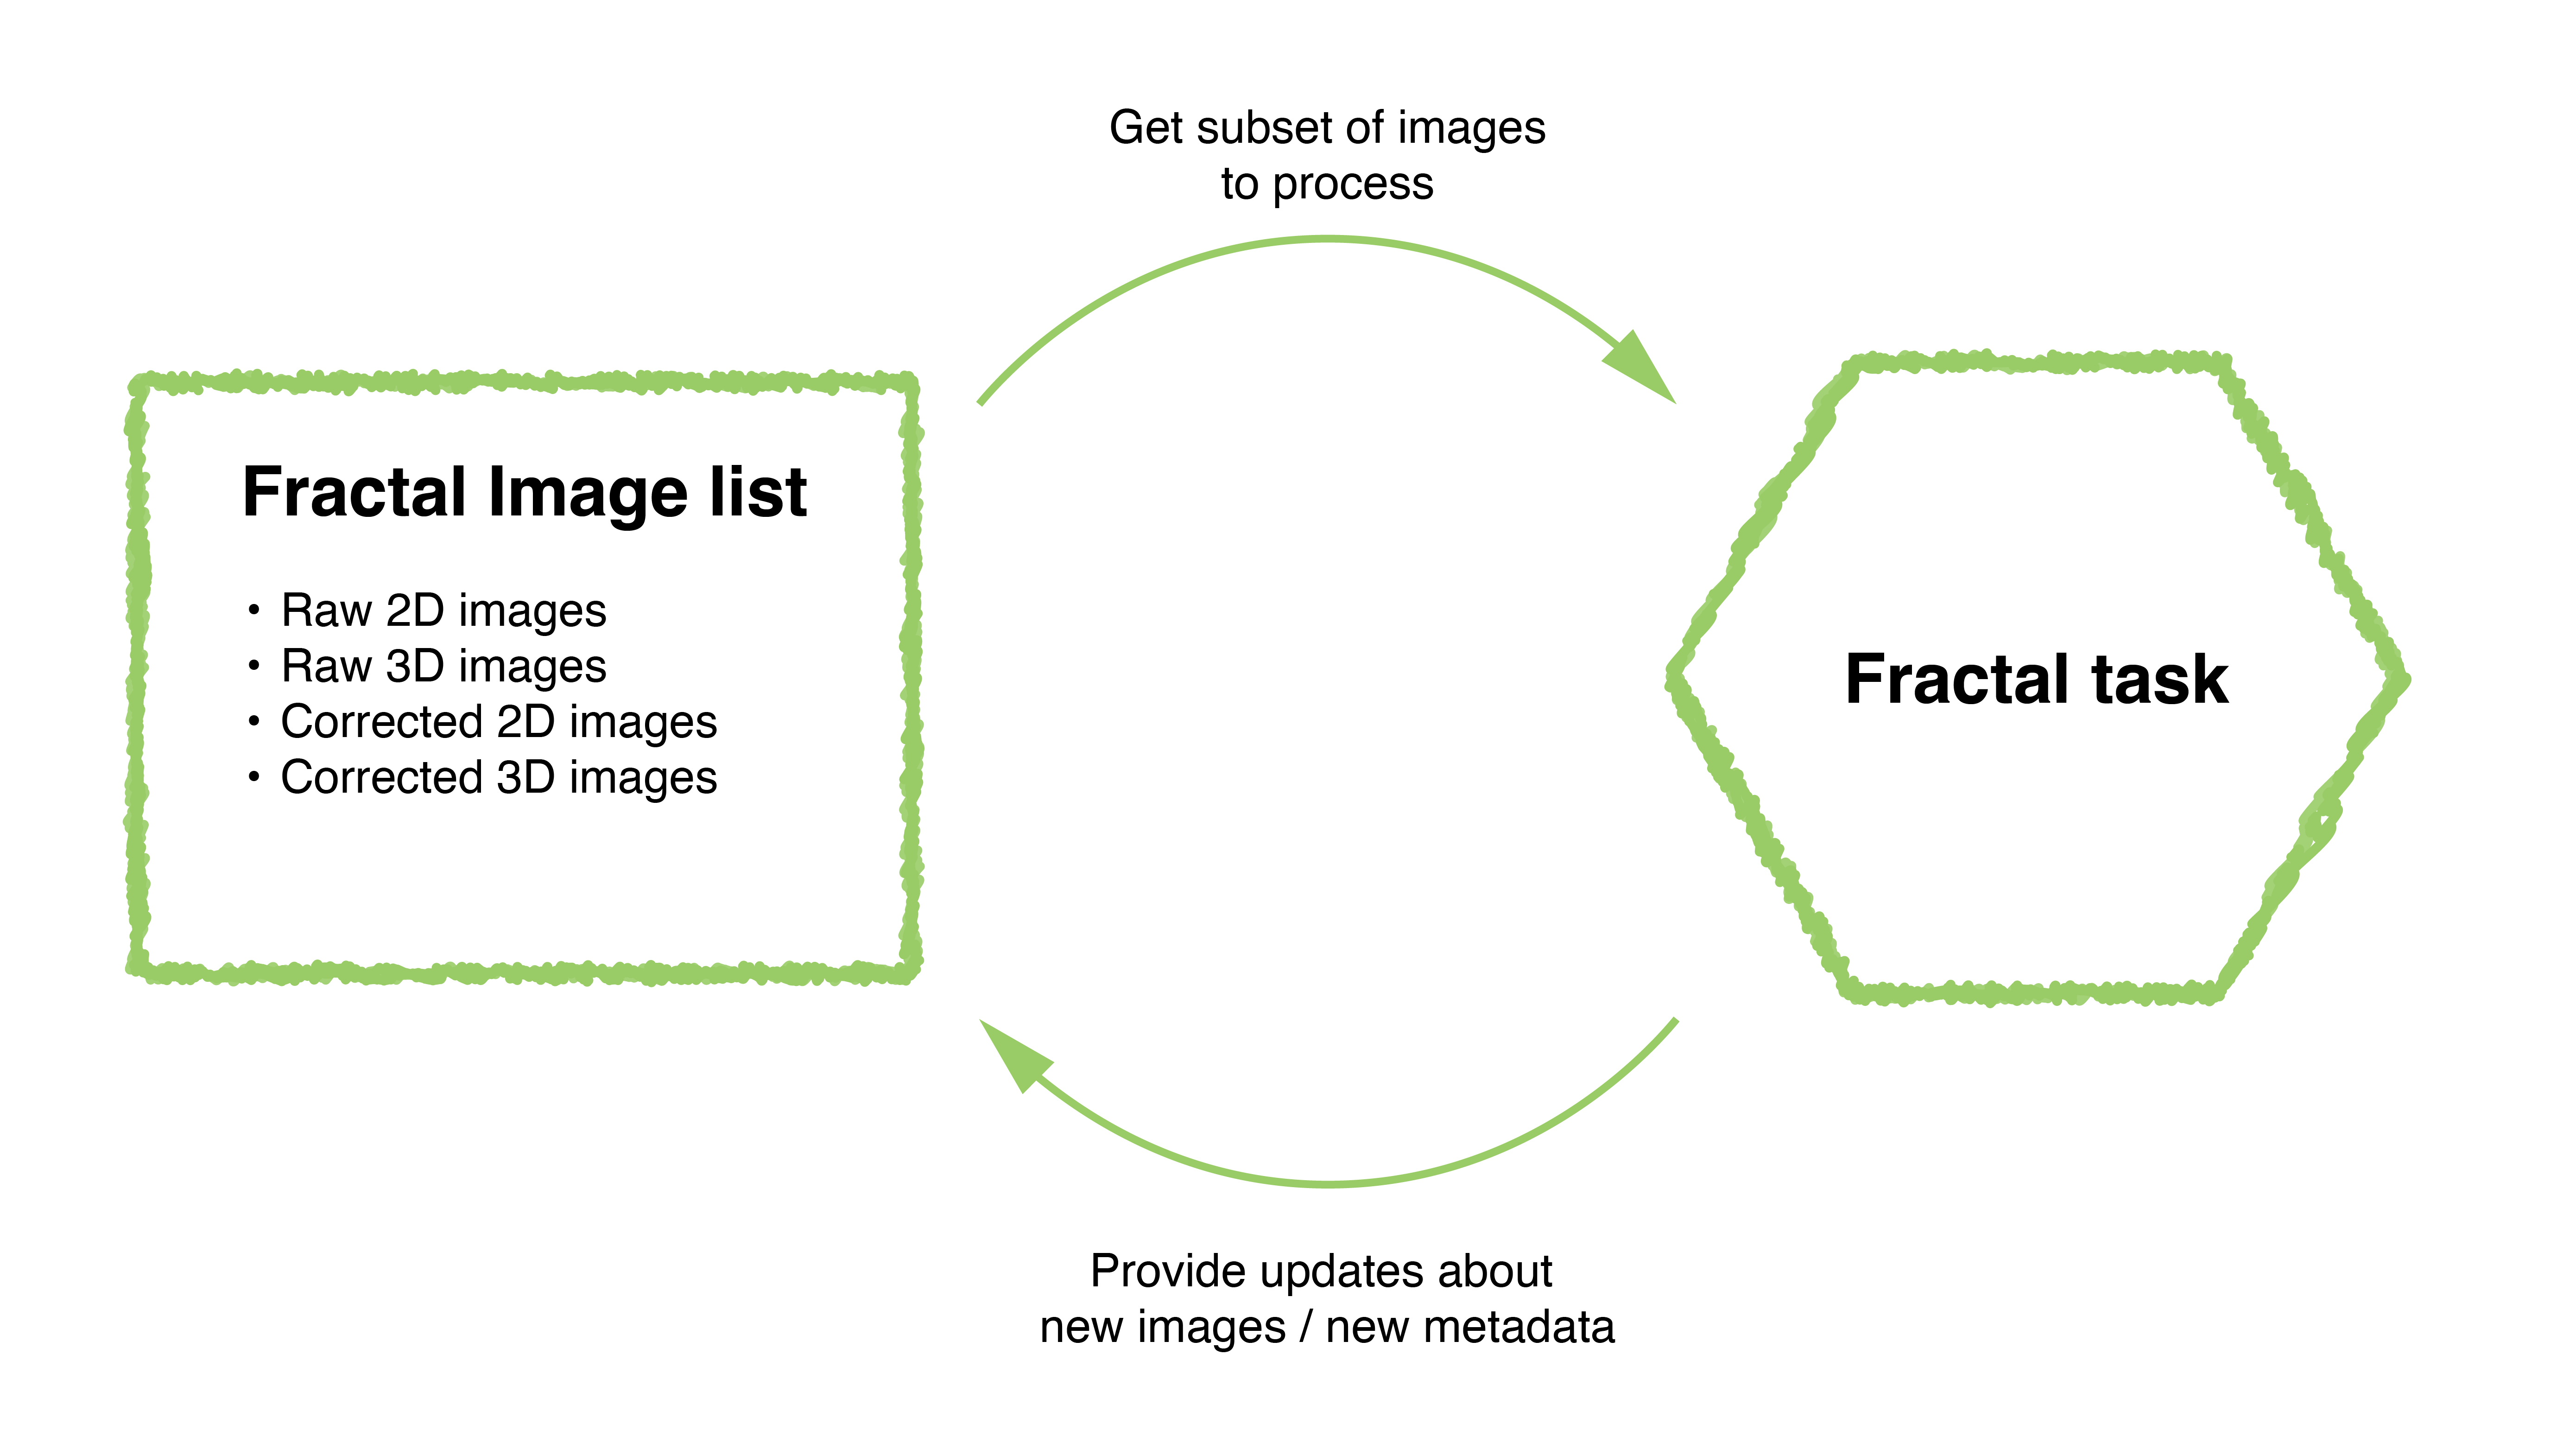 Get subset of images
to process
Fractal Image list
• Raw 2D images
• Raw 3D images
• Corrected 2D images
• Corrected 3D images
Fractal task
Provide updates about
new images / new metadata